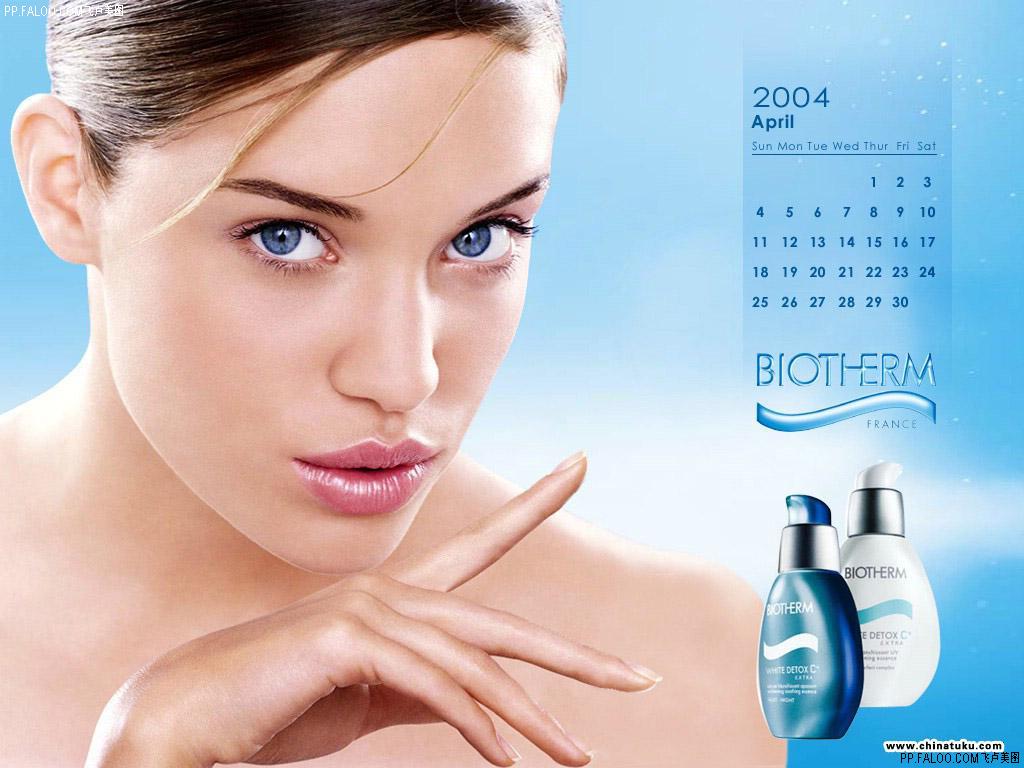 PP.FALOO.COM飞卢美图
2004
April
Sun Mon Tue Wed Thur Fri Sat
1 2 3
4 5 6 7 8 9 10
11 12 13 14 15 16 17
18 19 20 21 22 23 24
25 26 27 28 29 30
BIOTHERM
FRANCE
BIOTHERM
E DETOX C+
EXTRA
BIOTHERM
WHITE DETOX C+
EXTRA
www.chinatuku.com
PP.FALOO.COM飞卢美图